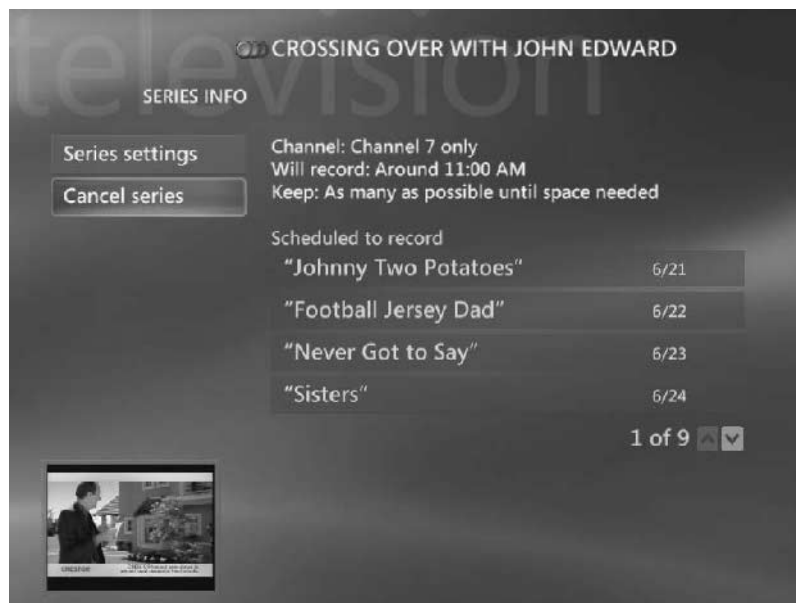 television
CROSSING OVER WITH JOHN EDWARD
SERIES INFO
Series settings
Cancel series
Channel: Channel 7 only
Will record: Around 11:00 AM
Keep: As many as possible until space needed
Scheduled to record
"Johnny Two Potatoes" 6/21
"Football Jersey Dad" 6/22
"Never Got to Say" 6/23
"Sisters" 6/24
1 of 9